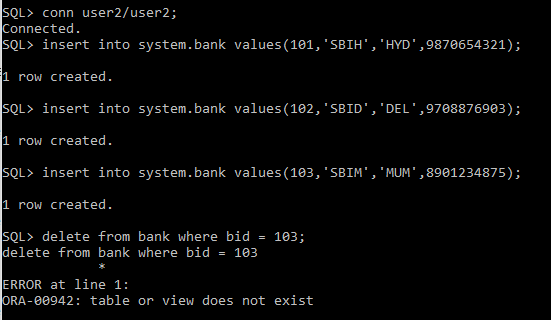 SQL> conn user2/user2;
Connected.
SQL> insert into system.bank values(101,'SBIH','HYD',9870654321);
1 row created.
SQL> insert into system.bank values(102,'SBID','DEL',9708876903);
1 row created.
SQL> insert into system.bank values(103,'SBIM','MUM',8901234875);
1 row created.
SQL> delete from bank where bid = 103;
delete from bank where bid = 103
*
ERROR at line 1:
ORA-00942: table or view does not exist